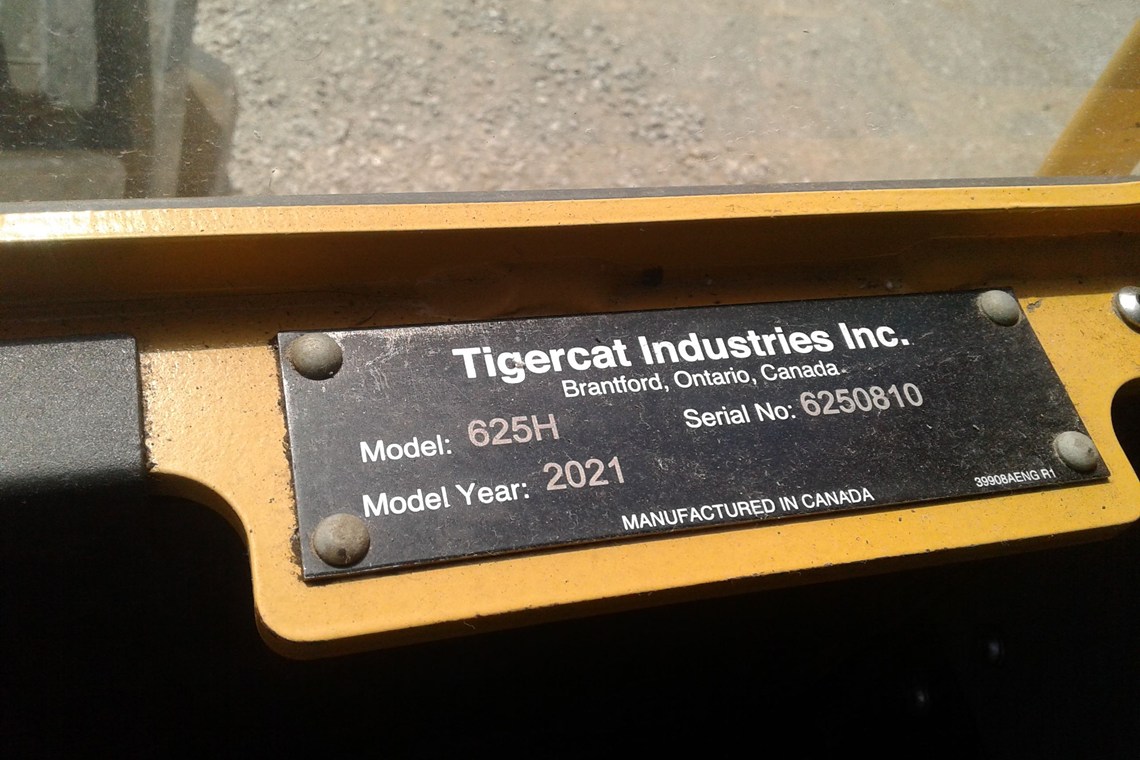 Tigercat Industries Inc.
Brantford, Ontario, Canada
Model: 625H Serial No: 6250810
Model Year: 2021
MANUFACTURED IN CANADA 39908AENG R1